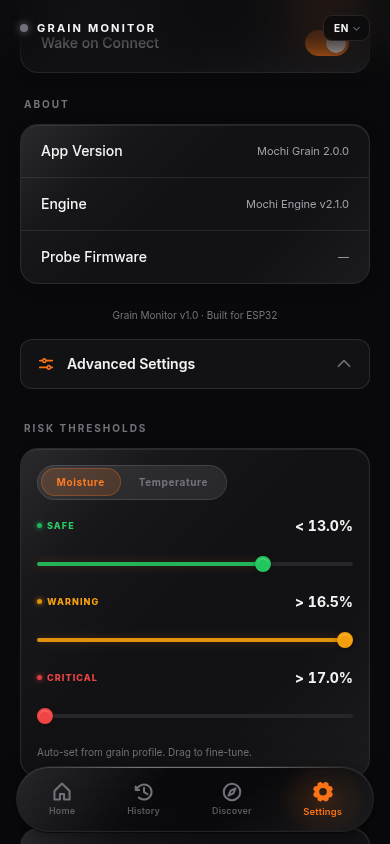 GRAIN MONITOR
EN
Wake on Connect
ABOUT
App Version
Mochi Grain 2.0.0
Engine
Mochi Engine v2.1.0
Probe Firmware
—
Grain Monitor v1.0 · Built for ESP32
Advanced Settings
RISK THRESHOLDS
Moisture
Temperature
SAFE
< 13.0%
WARNING
> 16.5%
CRITICAL
> 17.0%
Auto-set from grain profile. Drag to fine-tune.
Home
History
Discover
Settings